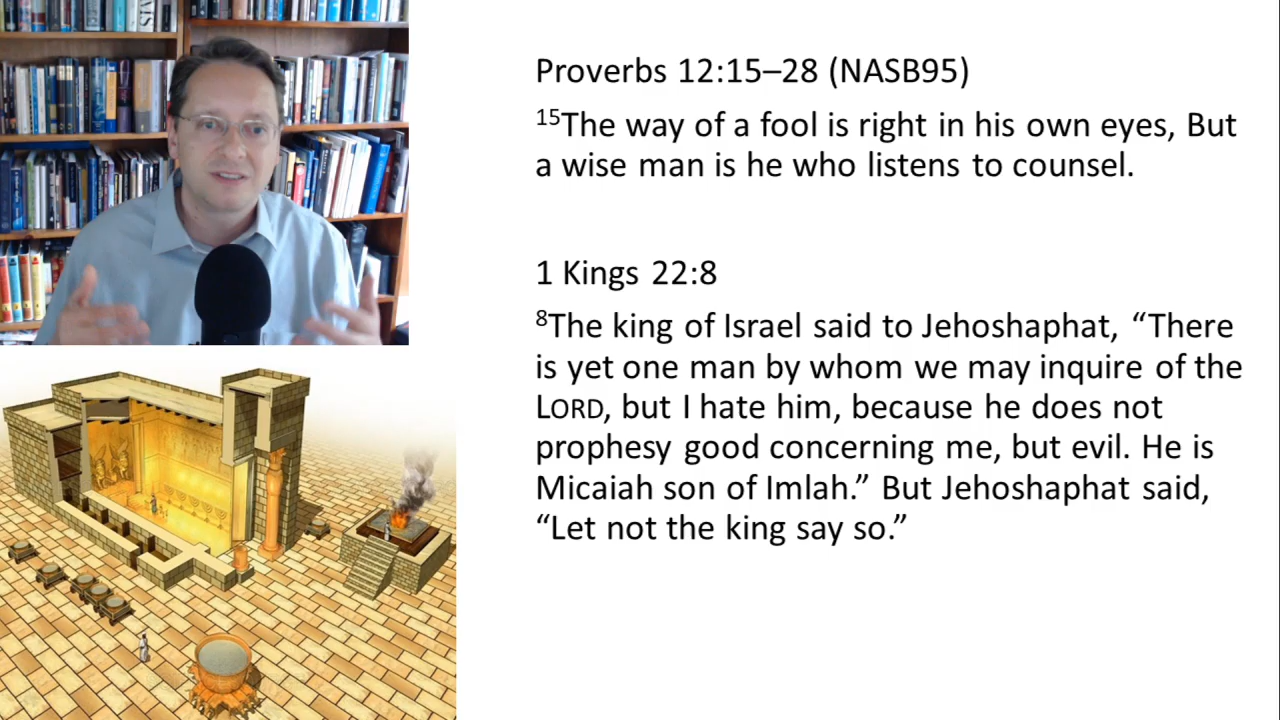 Proverbs 12:15–28 (NASB95)
15The way of a fool is right in his own eyes, But
a wise man is he who listens to counsel.
1 Kings 22:8
8The king of Israel said to Jehoshaphat, “There
is yet one man by whom we may inquire of the
LORD, but I hate him, because he does not
prophesy good concerning me, but evil. He is
Micaiah son of Imlah.” But Jehoshaphat said,
“Let not the king say so.”